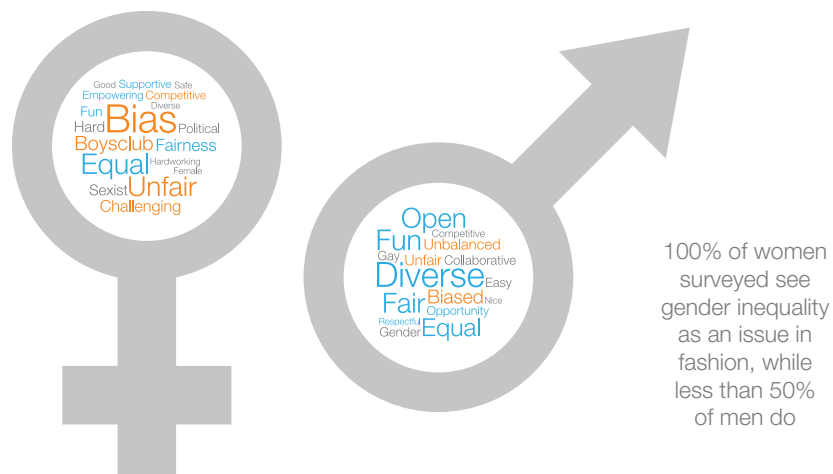 Good Supportive Safe
Empowering Competitive
Diverse
Fun Bias
Hard Political
Boysclub Fairness
Equal Hardworking
Female
Sexist Unfair
Challenging
Open
Competitive
Fun Unbalanced
Gay Unfair Collaborative
Diverse Easy
Fair Biased Nice
Opportunity
Respectful
Gender Equal
100% of women
surveyed see
gender inequality
as an issue in
fashion, while
less than 50%
of men do